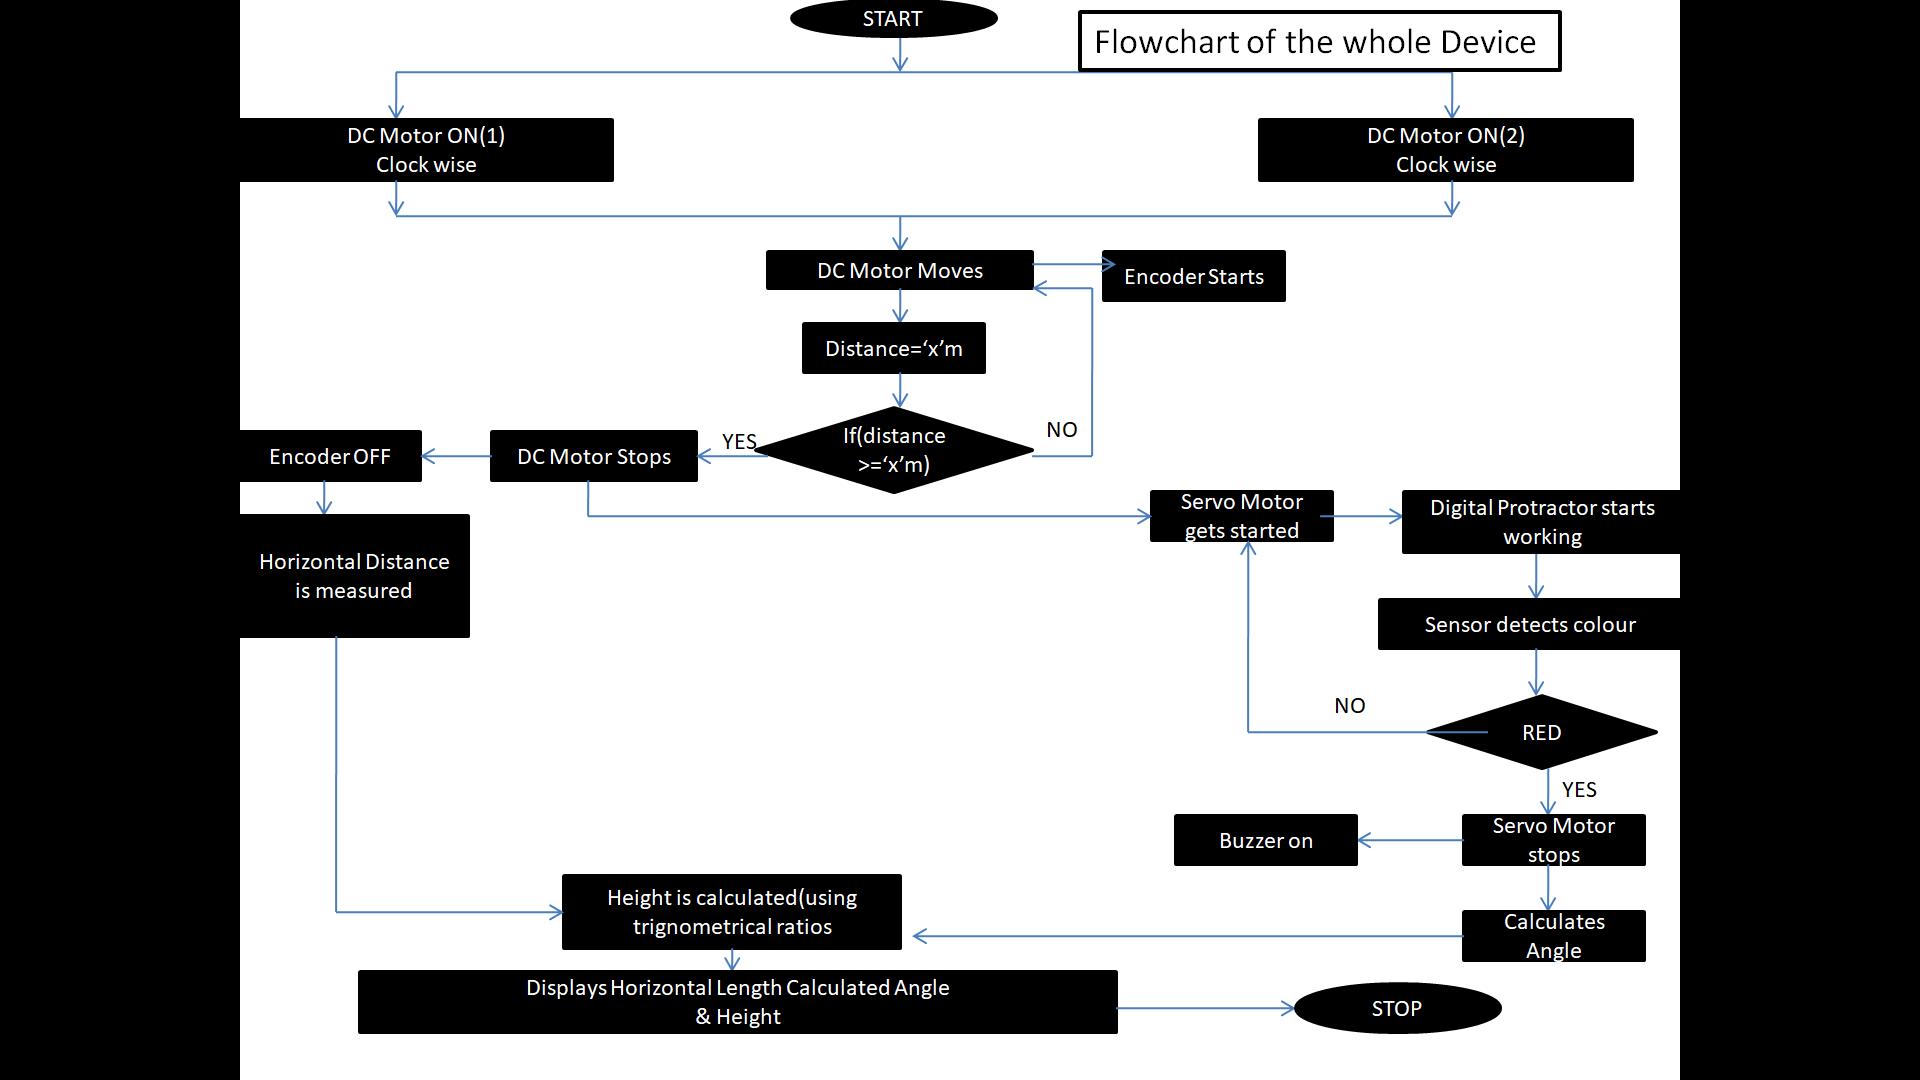 START
Flowchart of the whole Device
DC Motor ON(1)
Clock wise
DC Motor ON(2)
Clock wise
DC Motor Moves
Encoder Starts
Distance=‘x’m
If(distance
>=‘x’m)
NO
YES
DC Motor Stops
Encoder OFF
Horizontal Distance
is measured
Servo Motor
gets started
Digital Protractor starts
working
Sensor detects colour
RED
NO
YES
Servo Motor
stops
Buzzer on
Calculates
Angle
Height is calculated(using
trignometrical ratios
Displays Horizontal Length Calculated Angle
& Height
STOP